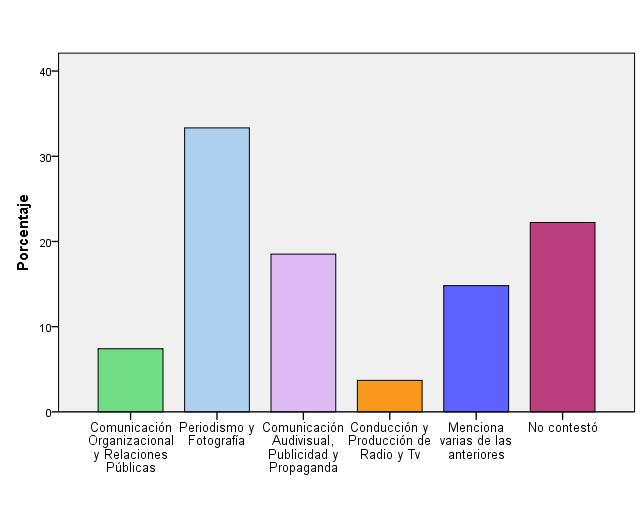 Porcentaje
40
30
20
10
0
Comunicación
Organizacional
y Relaciones
Públicas
Periodismo y
Fotografía
Comunicación
Audivisual,
Publicidad y
Propaganda
Conducción y
Producción de
Radio y Tv
Menciona
varias de las
anteriores
No contestó